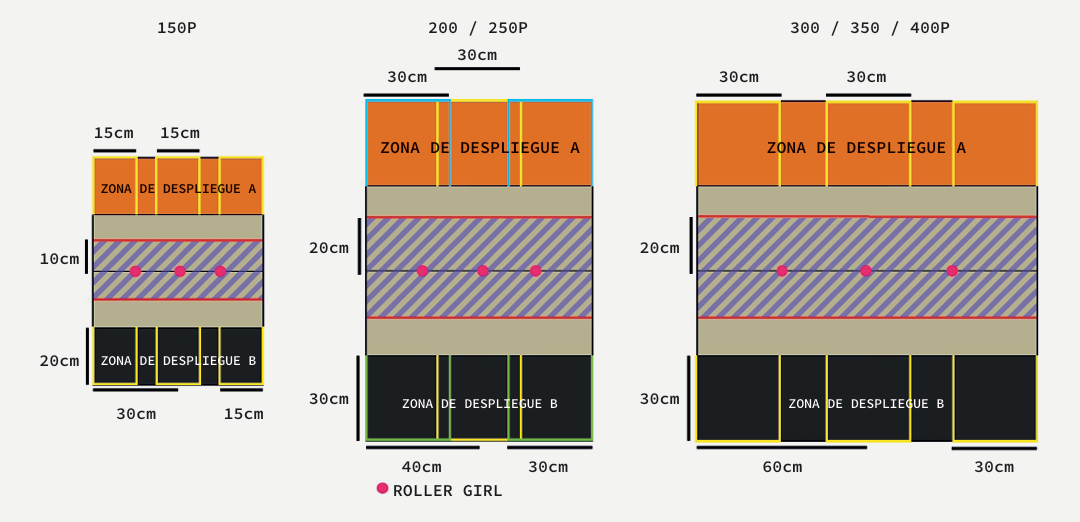 150P
15cm
15cm
ZONA DE DESPLIEGUE A
10cm
20cm
ZONA DE DESPLIEGUE B
30cm
15cm
200 / 250P
30cm
30cm
ZONA DE DESPLIEGUE A
20cm
30cm
ZONA DE DESPLIEGUE B
40cm
30cm
ROLLER GIRL
300 / 350 / 400P
30cm
30cm
ZONA DE DESPLIEGUE A
20cm
30cm
ZONA DE DESPLIEGUE B
60cm
30cm